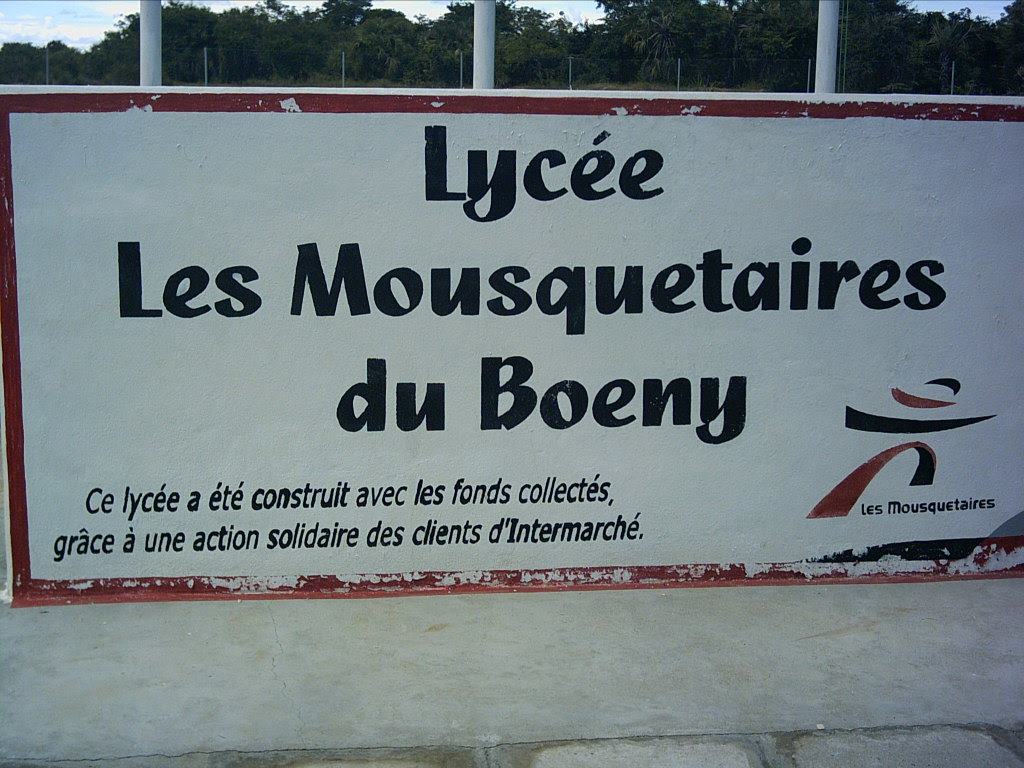 Lycée
Les Mousquetaires
du Boeny
Ce lycée a été construit avec les fonds collectés,
grâce à une action solidaire des clients d'Intermarché.
Les Mousquetaires